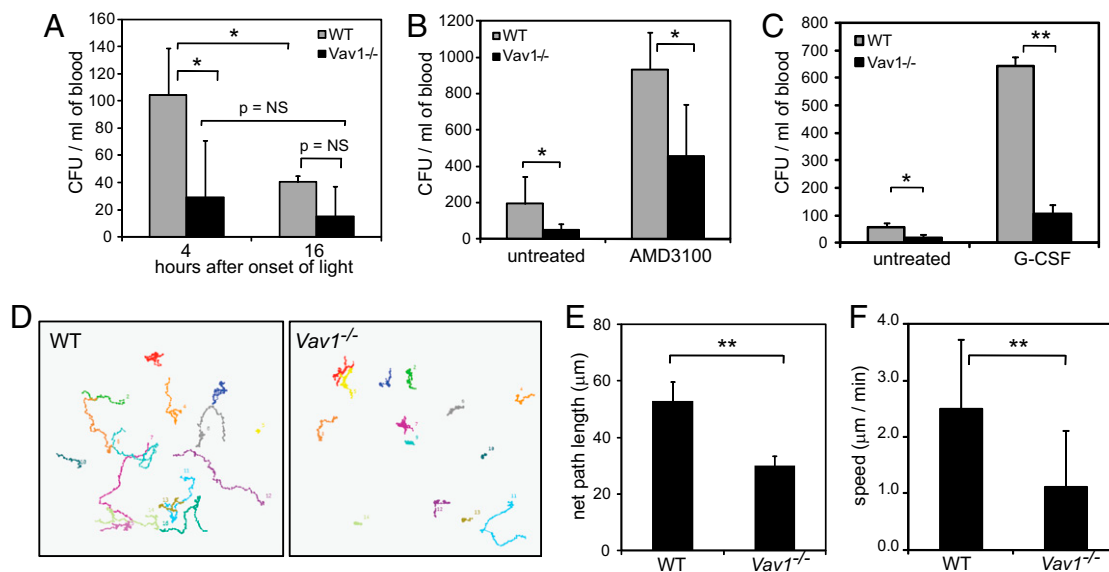 A
CFU / ml of blood
160
140
120
100
80
60
40
20
0
WT
Vav1-/-
*
*
p = NS
p = NS
4
16
hours after onset of light
B
CFU / ml of blood
1200
1000
800
600
400
200
0
WT
Vav1-/-
*
*
untreated
AMD3100
C
CFU / ml of blood
800
700
600
500
400
300
200
100
0
WT
Vav1-/-
*
**
untreated
G-CSF
D
WT
Vav1-/-
E
net path length (μm)
80
60
40
20
0
**
WT
Vav1-/-
F
speed (μm / min)
4.0
3.0
2.0
1.0
0.0
**
WT
Vav1-/-